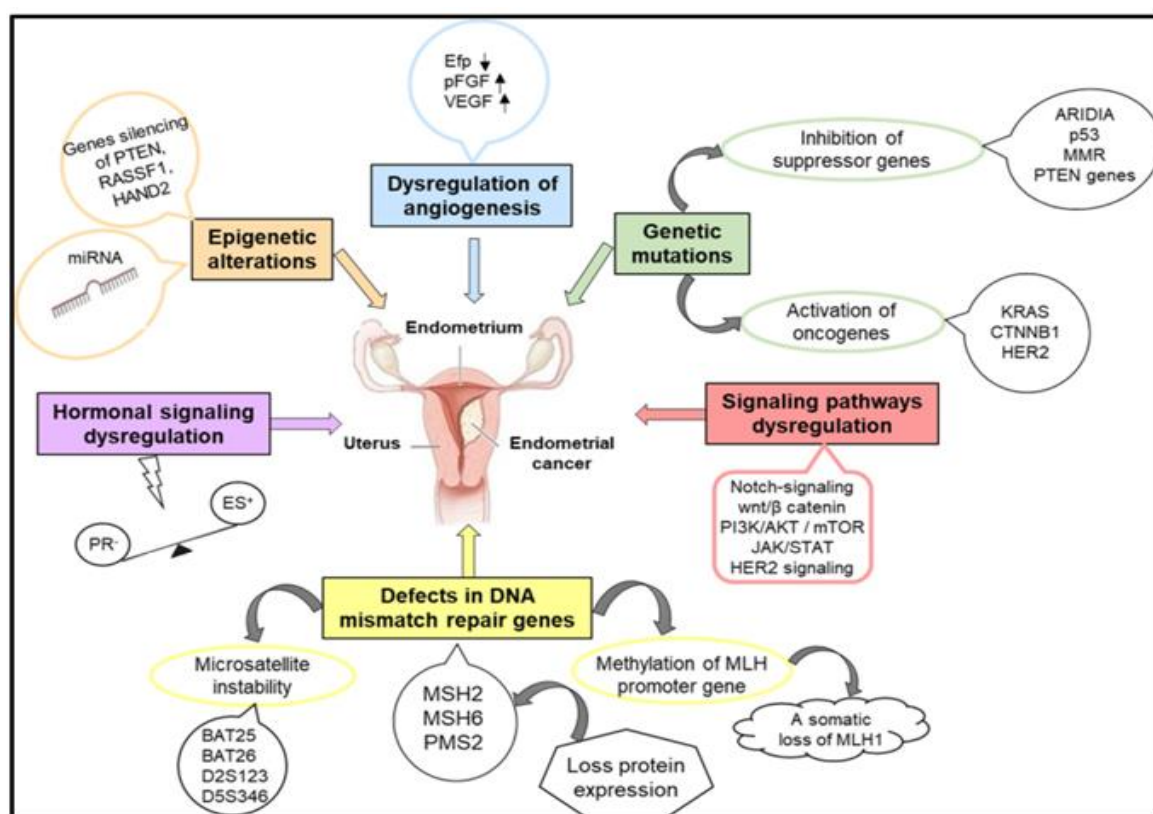 Efp ↓
pFGF ↑
VEGF ↑
Genes silencing
of PTEN,
RASSF1,
HAND2
miRNA
Epigenetic
alterations
Dysregulation of
angiogenesis
Genetic
mutations
Inhibition of
suppressor genes
ARIDIA
p53
MMR
PTEN genes
Activation of
oncogenes
KRAS
CTNNB1
HER2
Endometrium
Uterus
Endometrial
cancer
Hormonal signaling
dysregulation
ES+
PR-
Signaling pathways
dysregulation
Notch-signaling
wnt/β catenin
PI3K/AKT / mTOR
JAK/STAT
HER2 signaling
Defects in DNA
mismatch repair genes
Microsatellite
instability
BAT25
BAT26
D2S123
D5S346
MSH2
MSH6
PMS2
Loss protein
expression
Methylation of MLH
promoter gene
A somatic
loss of MLH1